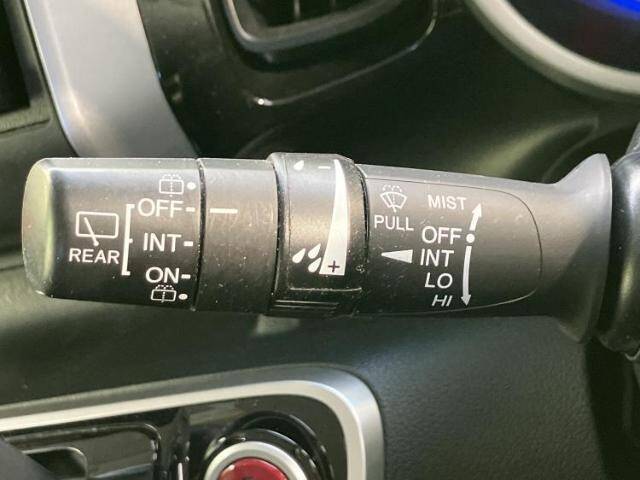 REAR
OFF
INT
ON
-
+
PULL
MIST
OFF
INT
LO
HI